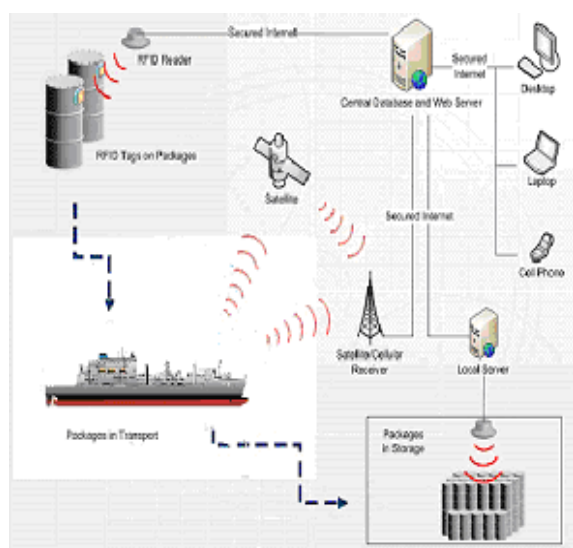 Secured Internet
RFID Reader
Secured
Internet
Desktop
Central Database and Web Server
RFID Tags on Packages
Laptop
Satellite
Secured Internet
Cell Phone
Satellite/Cellular
Receiver
Local Server
Packages in Transport
Packages
in Storage